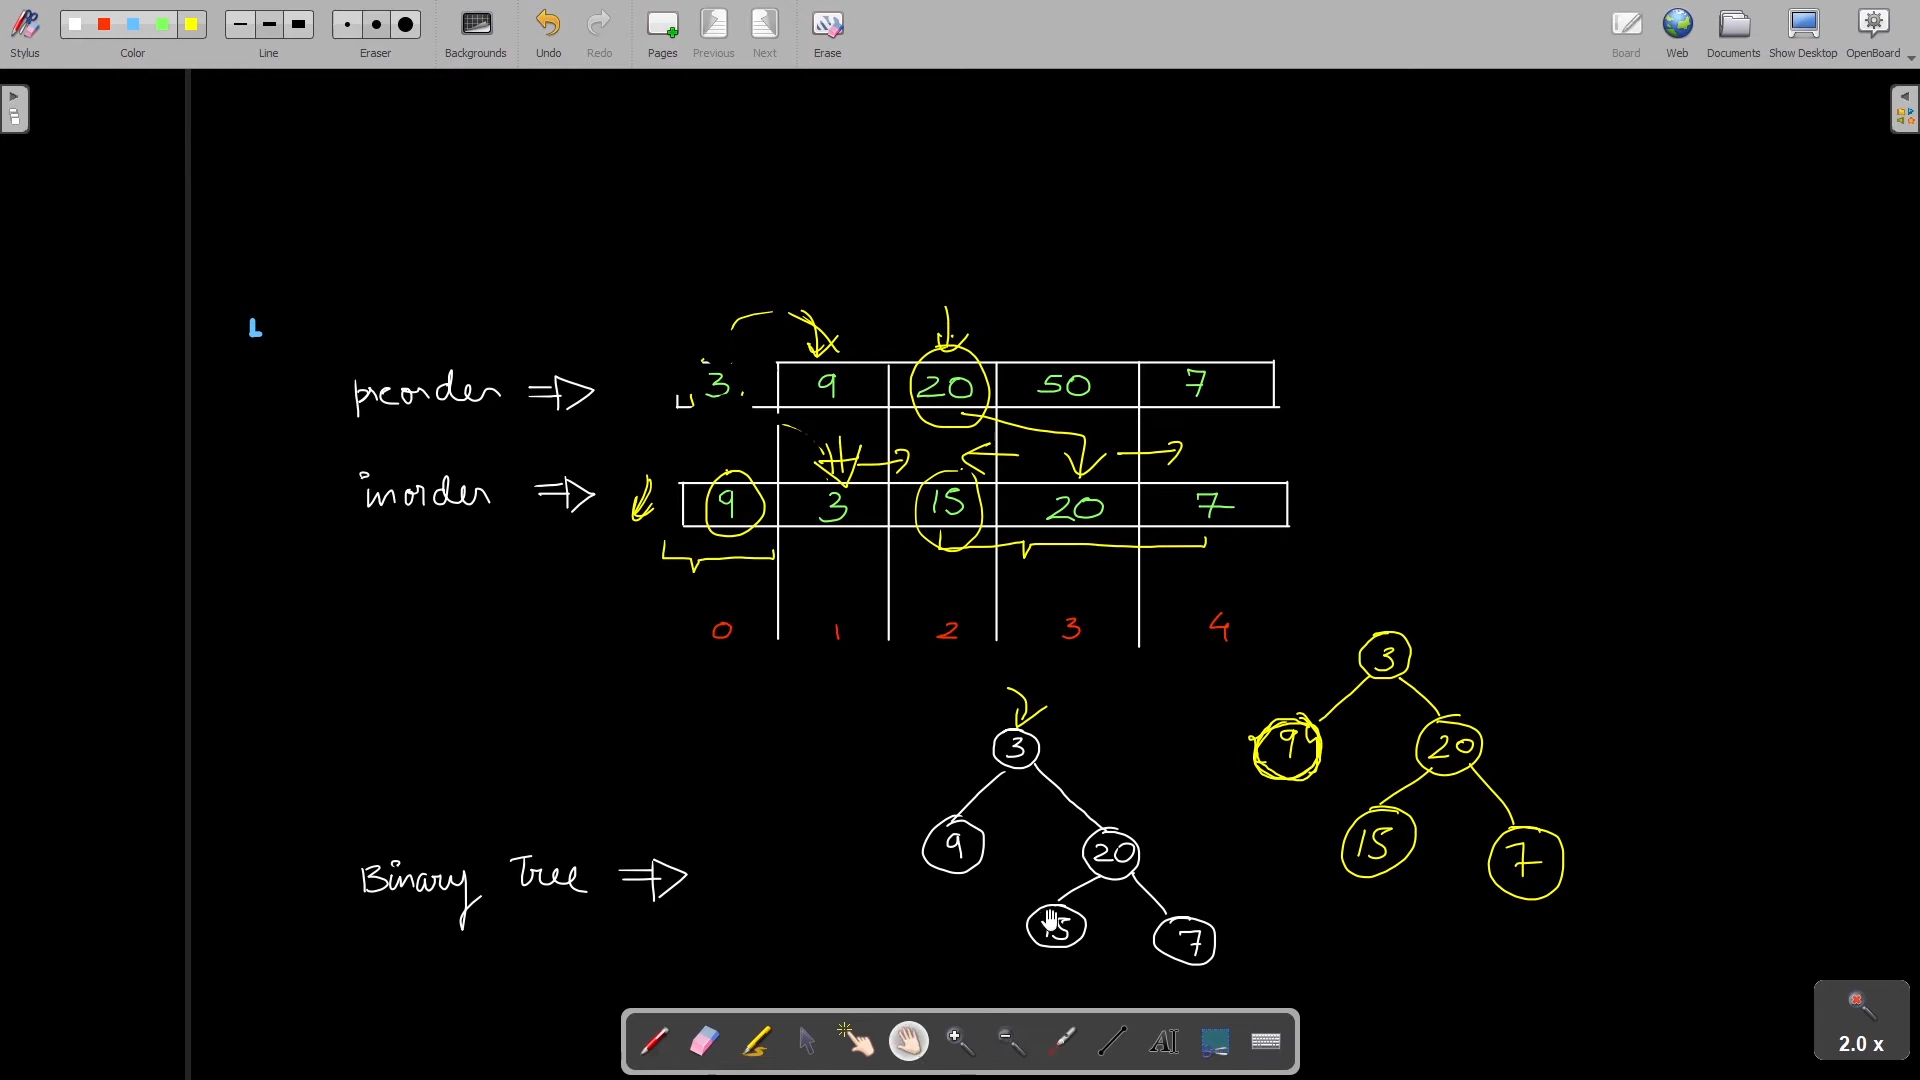 Stylus Color Line Eraser Backgrounds Undo Redo Pages Previous Next Erase Board Web Documents Show Desktop OpenBoard
L
preorder ⇒ 3. 9 20 50 7
inorder ⇒ 9 3 15 20 7
0 1 2 3 4
3
3
9 20
9 20
15 7
Binary Tree ⇒
15 7
2.0 x